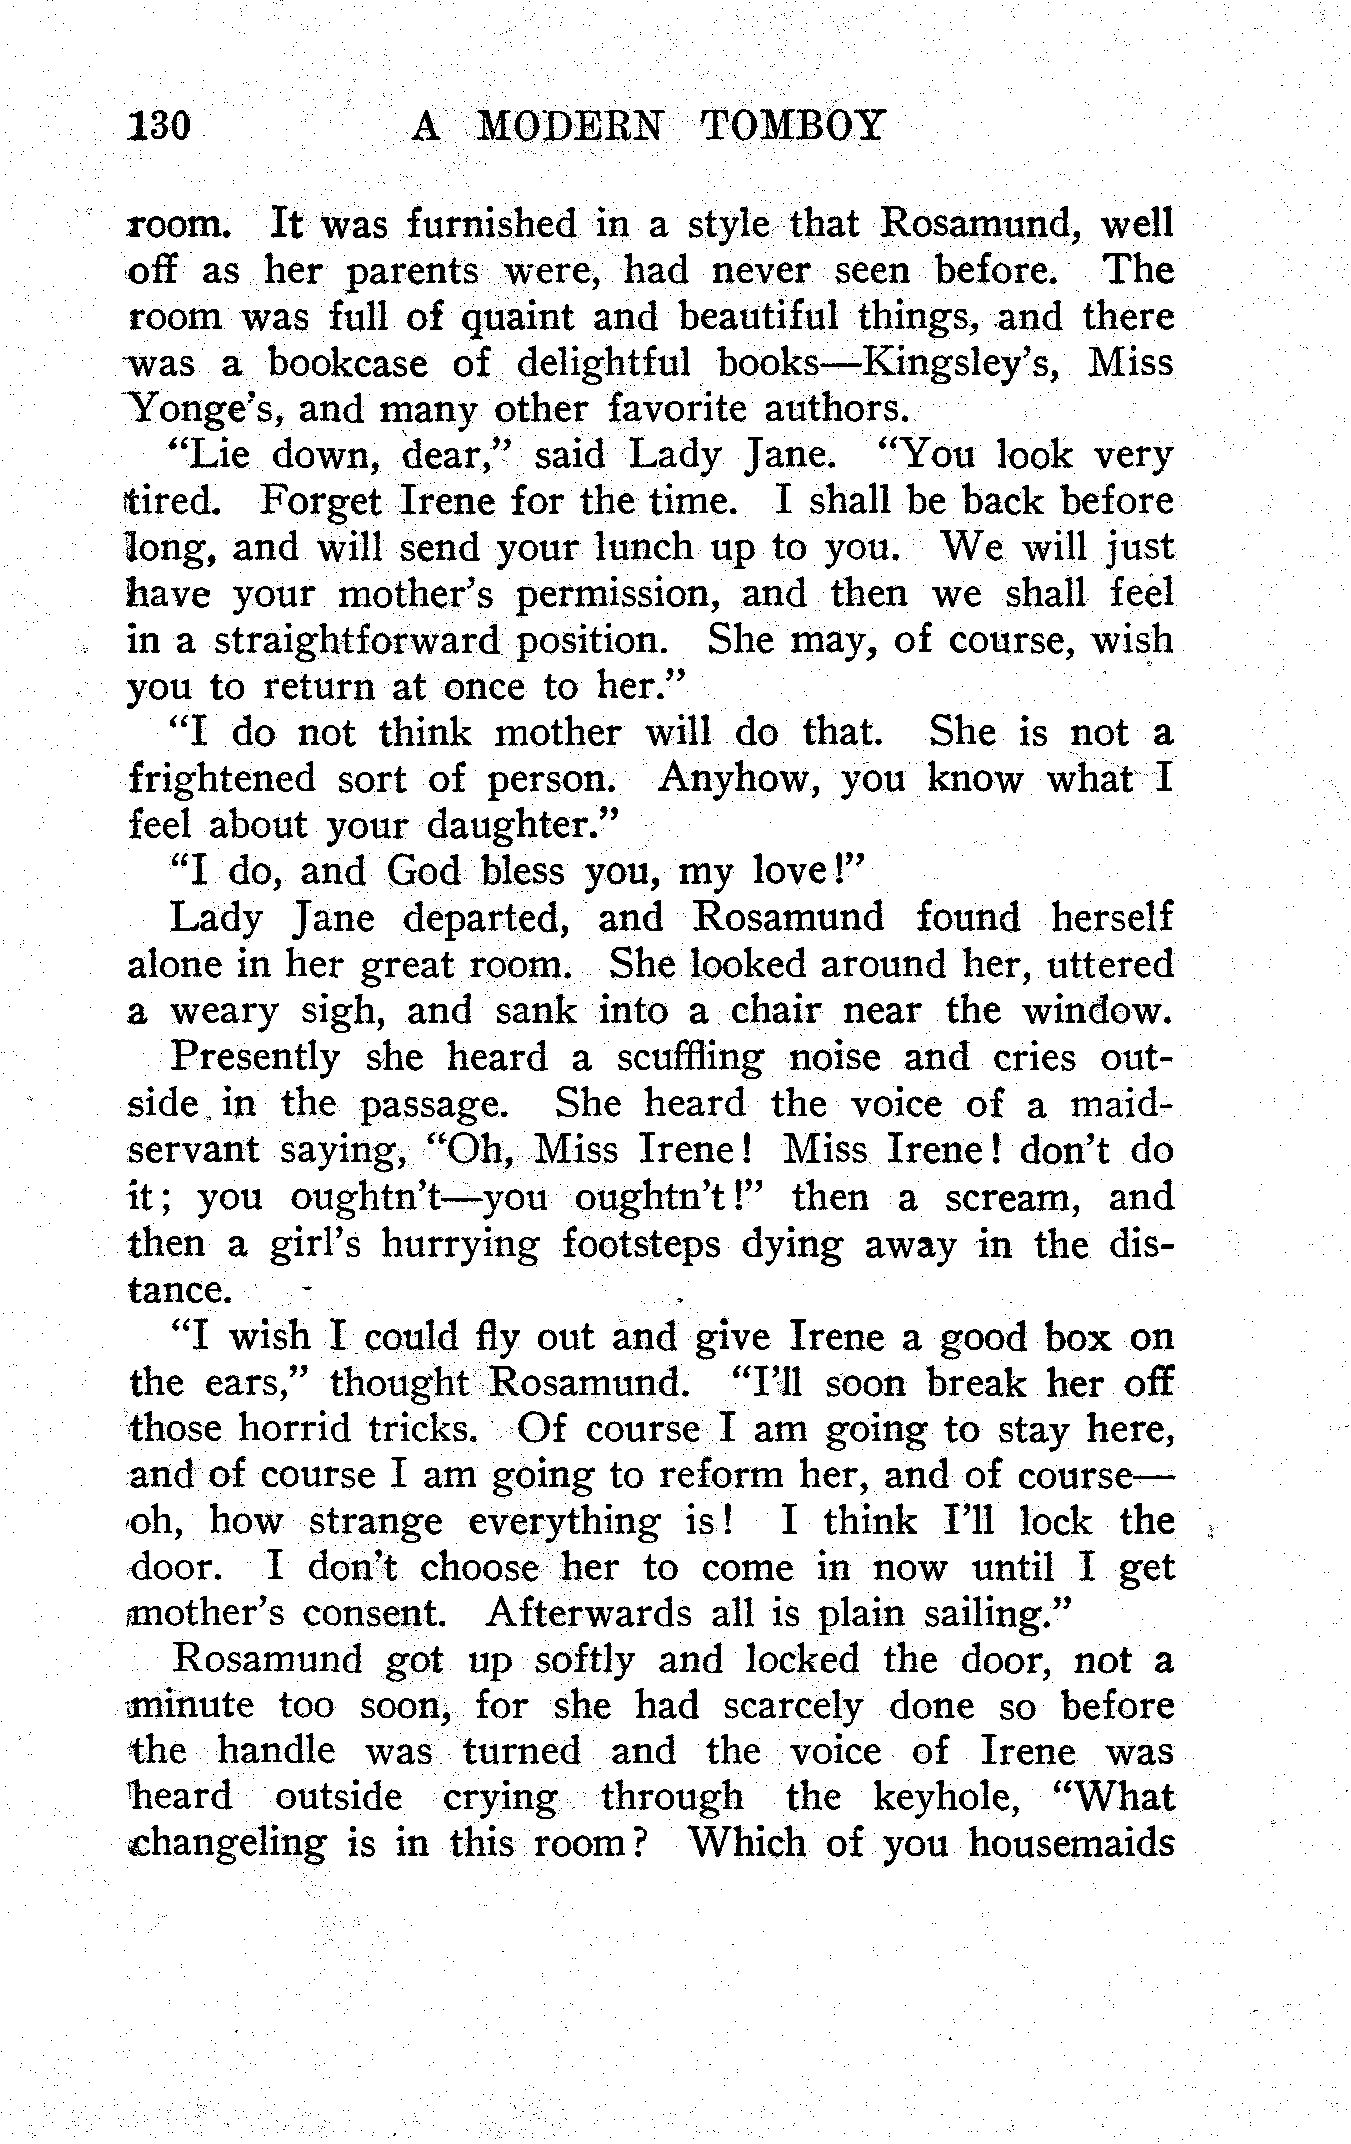 130 A MODERN TOMBOY
room. It was furnished in a style that Rosamund, well
off as her parents were, had never seen before. The
room was full of quaint and beautiful things, and there
was a bookcase of delightful books—Kingsley's, Miss
Yonge's, and many other favorite authors.
“Lie down, dear,” said Lady Jane. “You look very
tired. Forget Irene for the time. I shall be back before
long, and will send your lunch up to you. We will just
have your mother's permission, and then we shall feel
in a straightforward position. She may, of course, wish
you to return at once to her.”
“I do not think mother will do that. She is not a
frightened sort of person. Anyhow, you know what I
feel about your daughter.”
“I do, and God bless you, my love!”
Lady Jane departed, and Rosamund found herself
alone in her great room. She looked around her, uttered
a weary sigh, and sank into a chair near the window.
Presently she heard a scuffling noise and cries out-
side in the passage. She heard the voice of a maid-
servant saying, “Oh, Miss Irene! Miss Irene! don't do
it; you oughtn't—you oughtn't!” then a scream, and
then a girl's hurrying footsteps dying away in the dis-
tance.
“I wish I could fly out and give Irene a good box on
the ears,” thought Rosamund. “I'll soon break her off
those horrid tricks. Of course I am going to stay here,
and of course I am going to reform her, and of course—
oh, how strange everything is! I think I'll lock the
door. I don't choose her to come in now until I get
mother's consent. Afterwards all is plain sailing.”
Rosamund got up softly and locked the door, not a
minute too soon, for she had scarcely done so before
the handle was turned and the voice of Irene was
heard outside crying through the keyhole, “What
changeling is in this room? Which of you housemaids